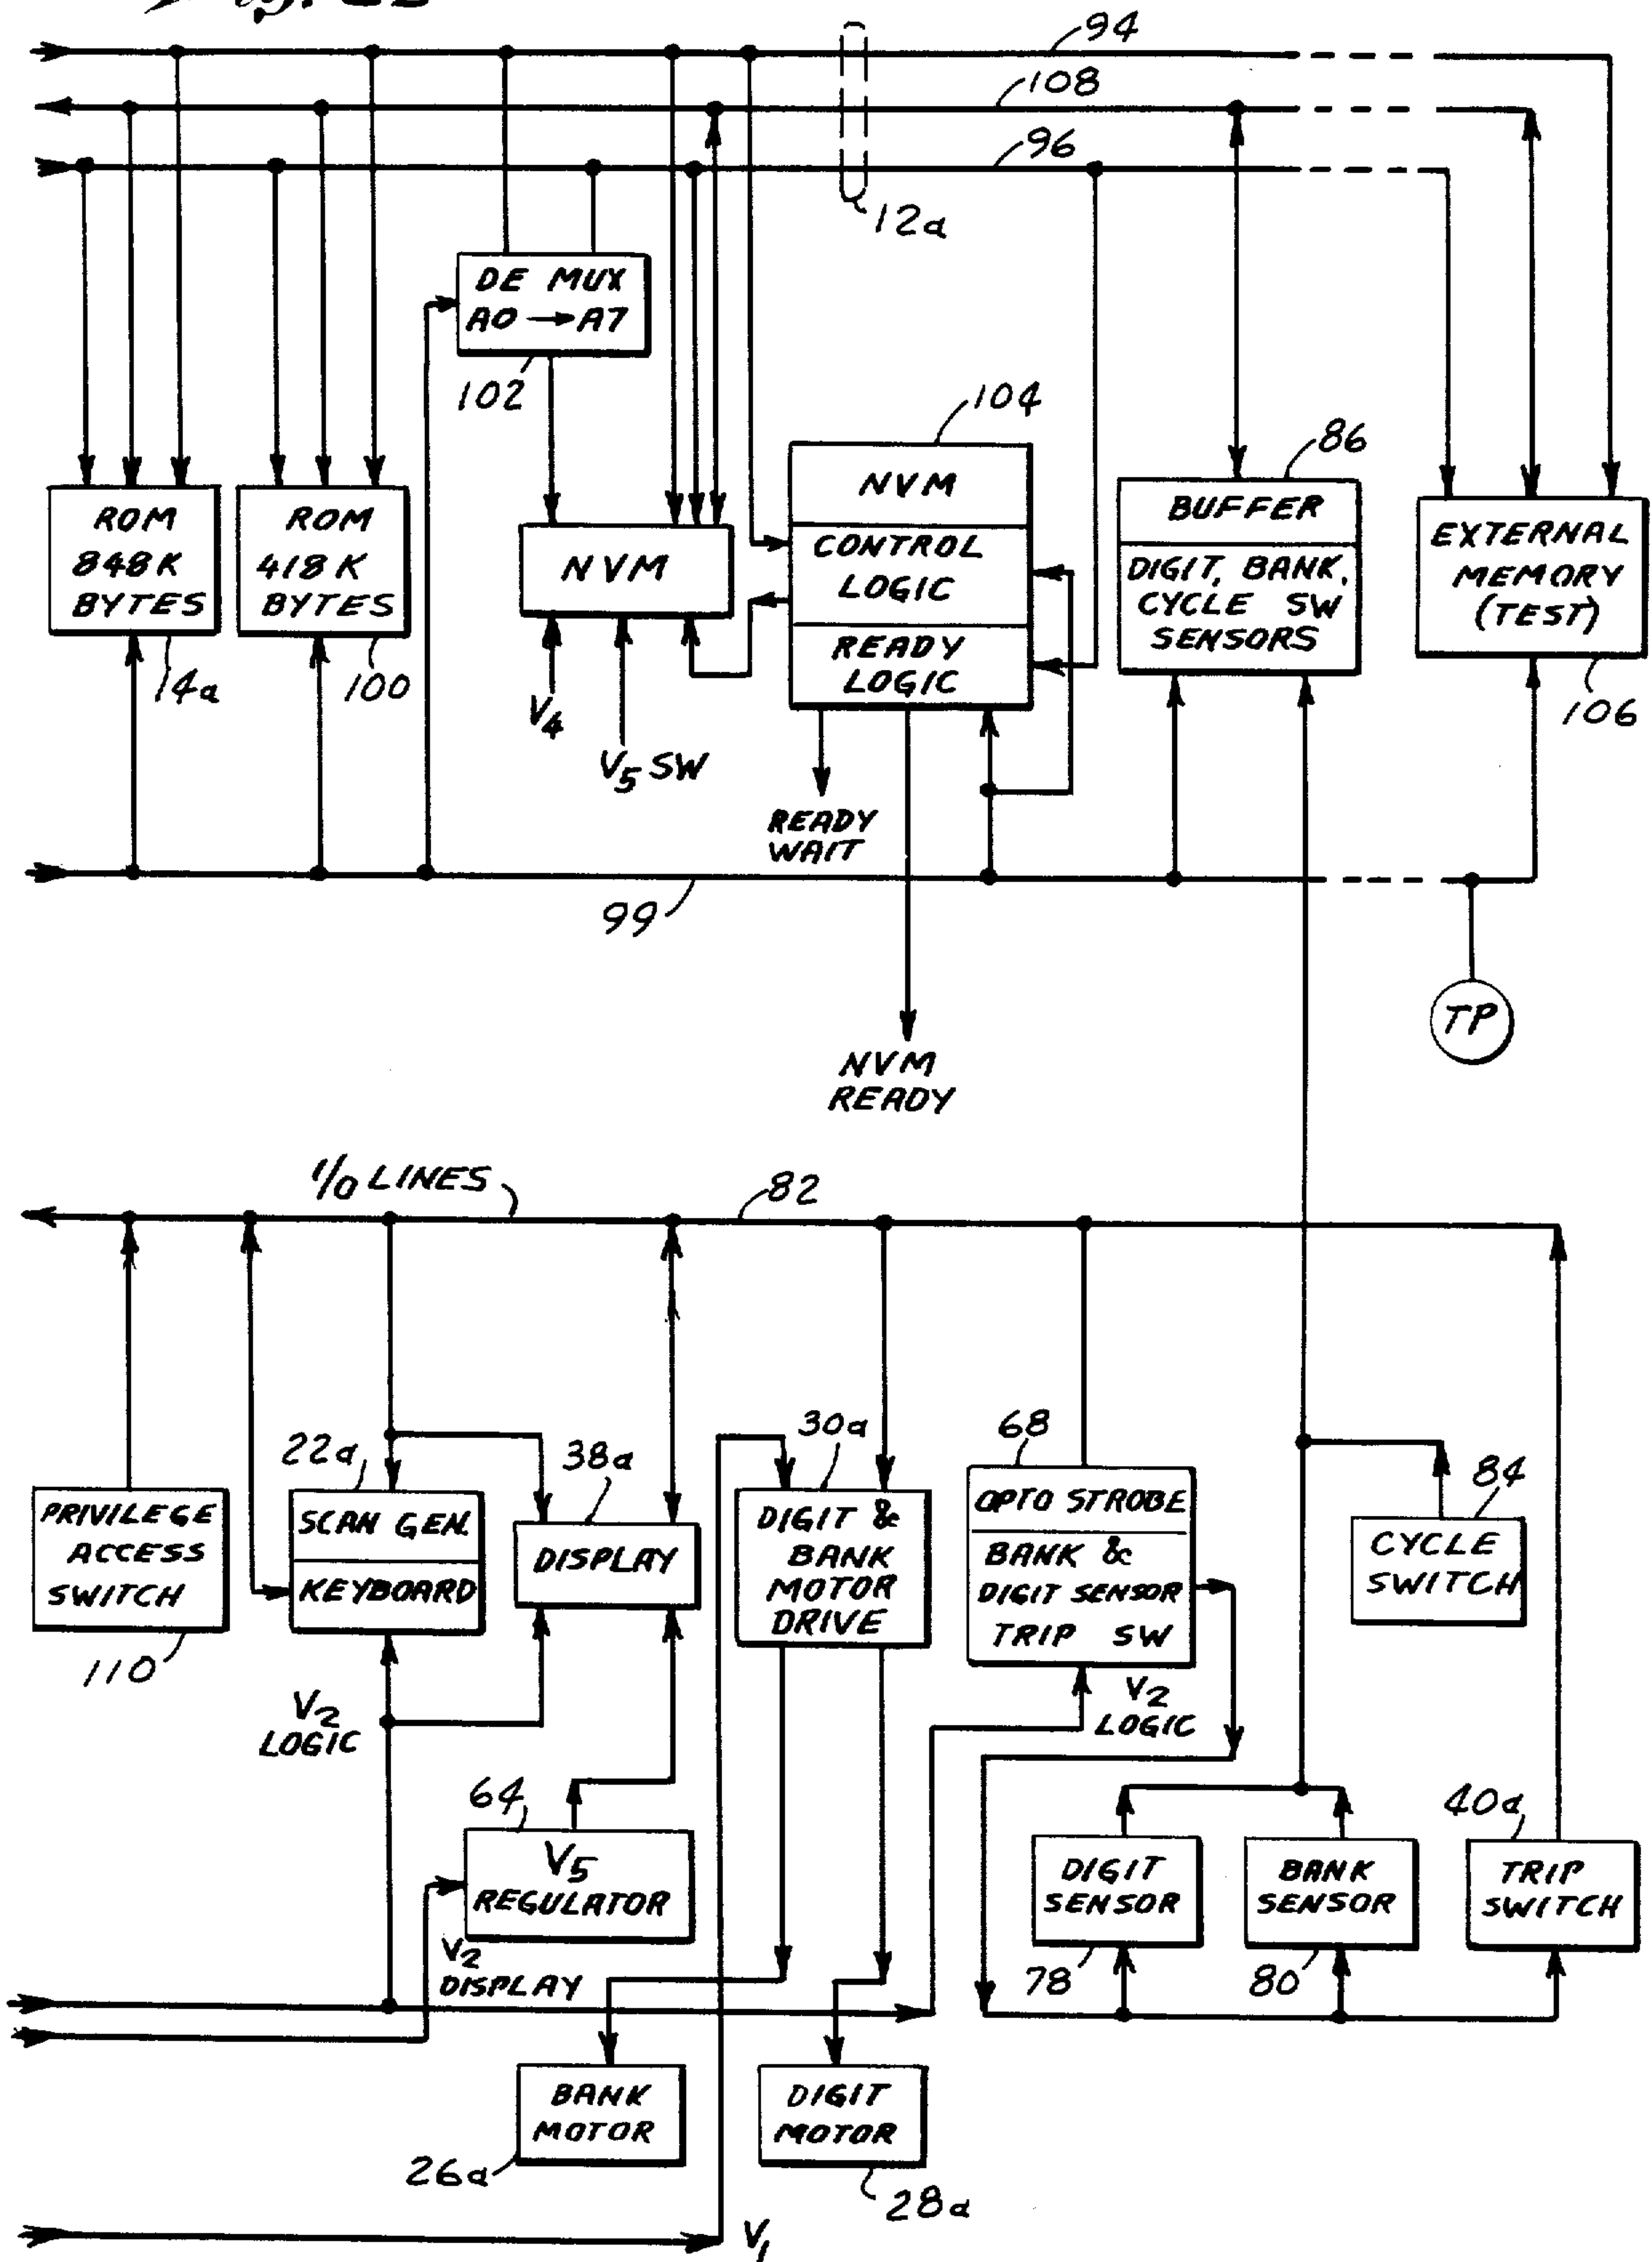 94
108
96
12a
DE MUX
A0 → A7
102
104
86
ROM
848K
BYTES
14a
ROM
418K
BYTES
100
NVM
V4
V5 SW
NVM
CONTROL
LOGIC
READY
LOGIC
BUFFER
DIGIT, BANK,
CYCLE SW
SENSORS
EXTERNAL
MEMORY
(TEST)
106
READY
WAIT
99
TP
NVM
READY
I/O LINES
82
22a
38a
30a
68
84
PRIVILEGE
ACCESS
SWITCH
110
SCAN GEN.
KEYBOARD
DISPLAY
DIGIT &
BANK
MOTOR
DRIVE
OPTO STROBE
BANK &
DIGIT SENSOR
TRIP SW
CYCLE
SWITCH
V2
LOGIC
V2
LOGIC
64
V5
REGULATOR
40a
DIGIT
SENSOR
78
BANK
SENSOR
80
TRIP
SWITCH
V2
DISPLAY
BANK
MOTOR
26a
DIGIT
MOTOR
28a
V1